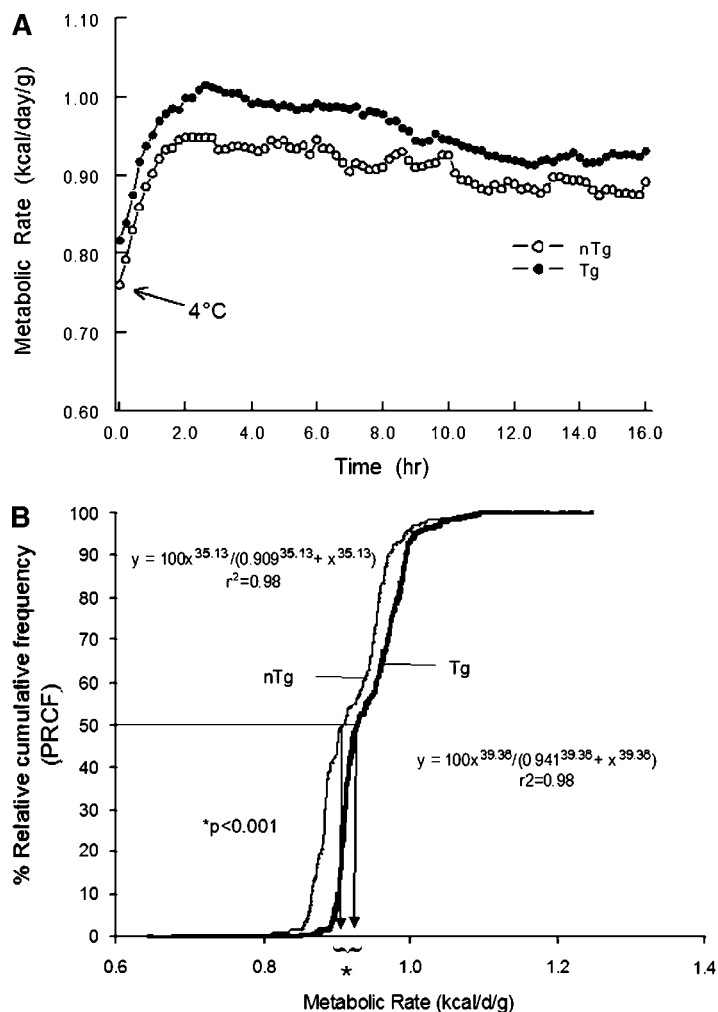 A
Metabolic Rate (kcal/day/g)
1.10
1.00
0.90
0.80
0.70
0.60
nTg
Tg
4°C
0.0 2.0 4.0 6.0 8.0 10.0 12.0 14.0 16.0
Time (hr)
B
% Relative cumulative frequency
(PRCF)
100
90
80
70
60
50
40
30
20
10
0
y = 100x^35.13/(0.909^35.13 + x^35.13)
r²=0.98
nTg
Tg
y = 100x^39.38/(0.941^39.38 + x^39.38)
r2=0.98
*p<0.001
0.6 0.8 1.0 1.2 1.4
*
Metabolic Rate (kcal/d/g)